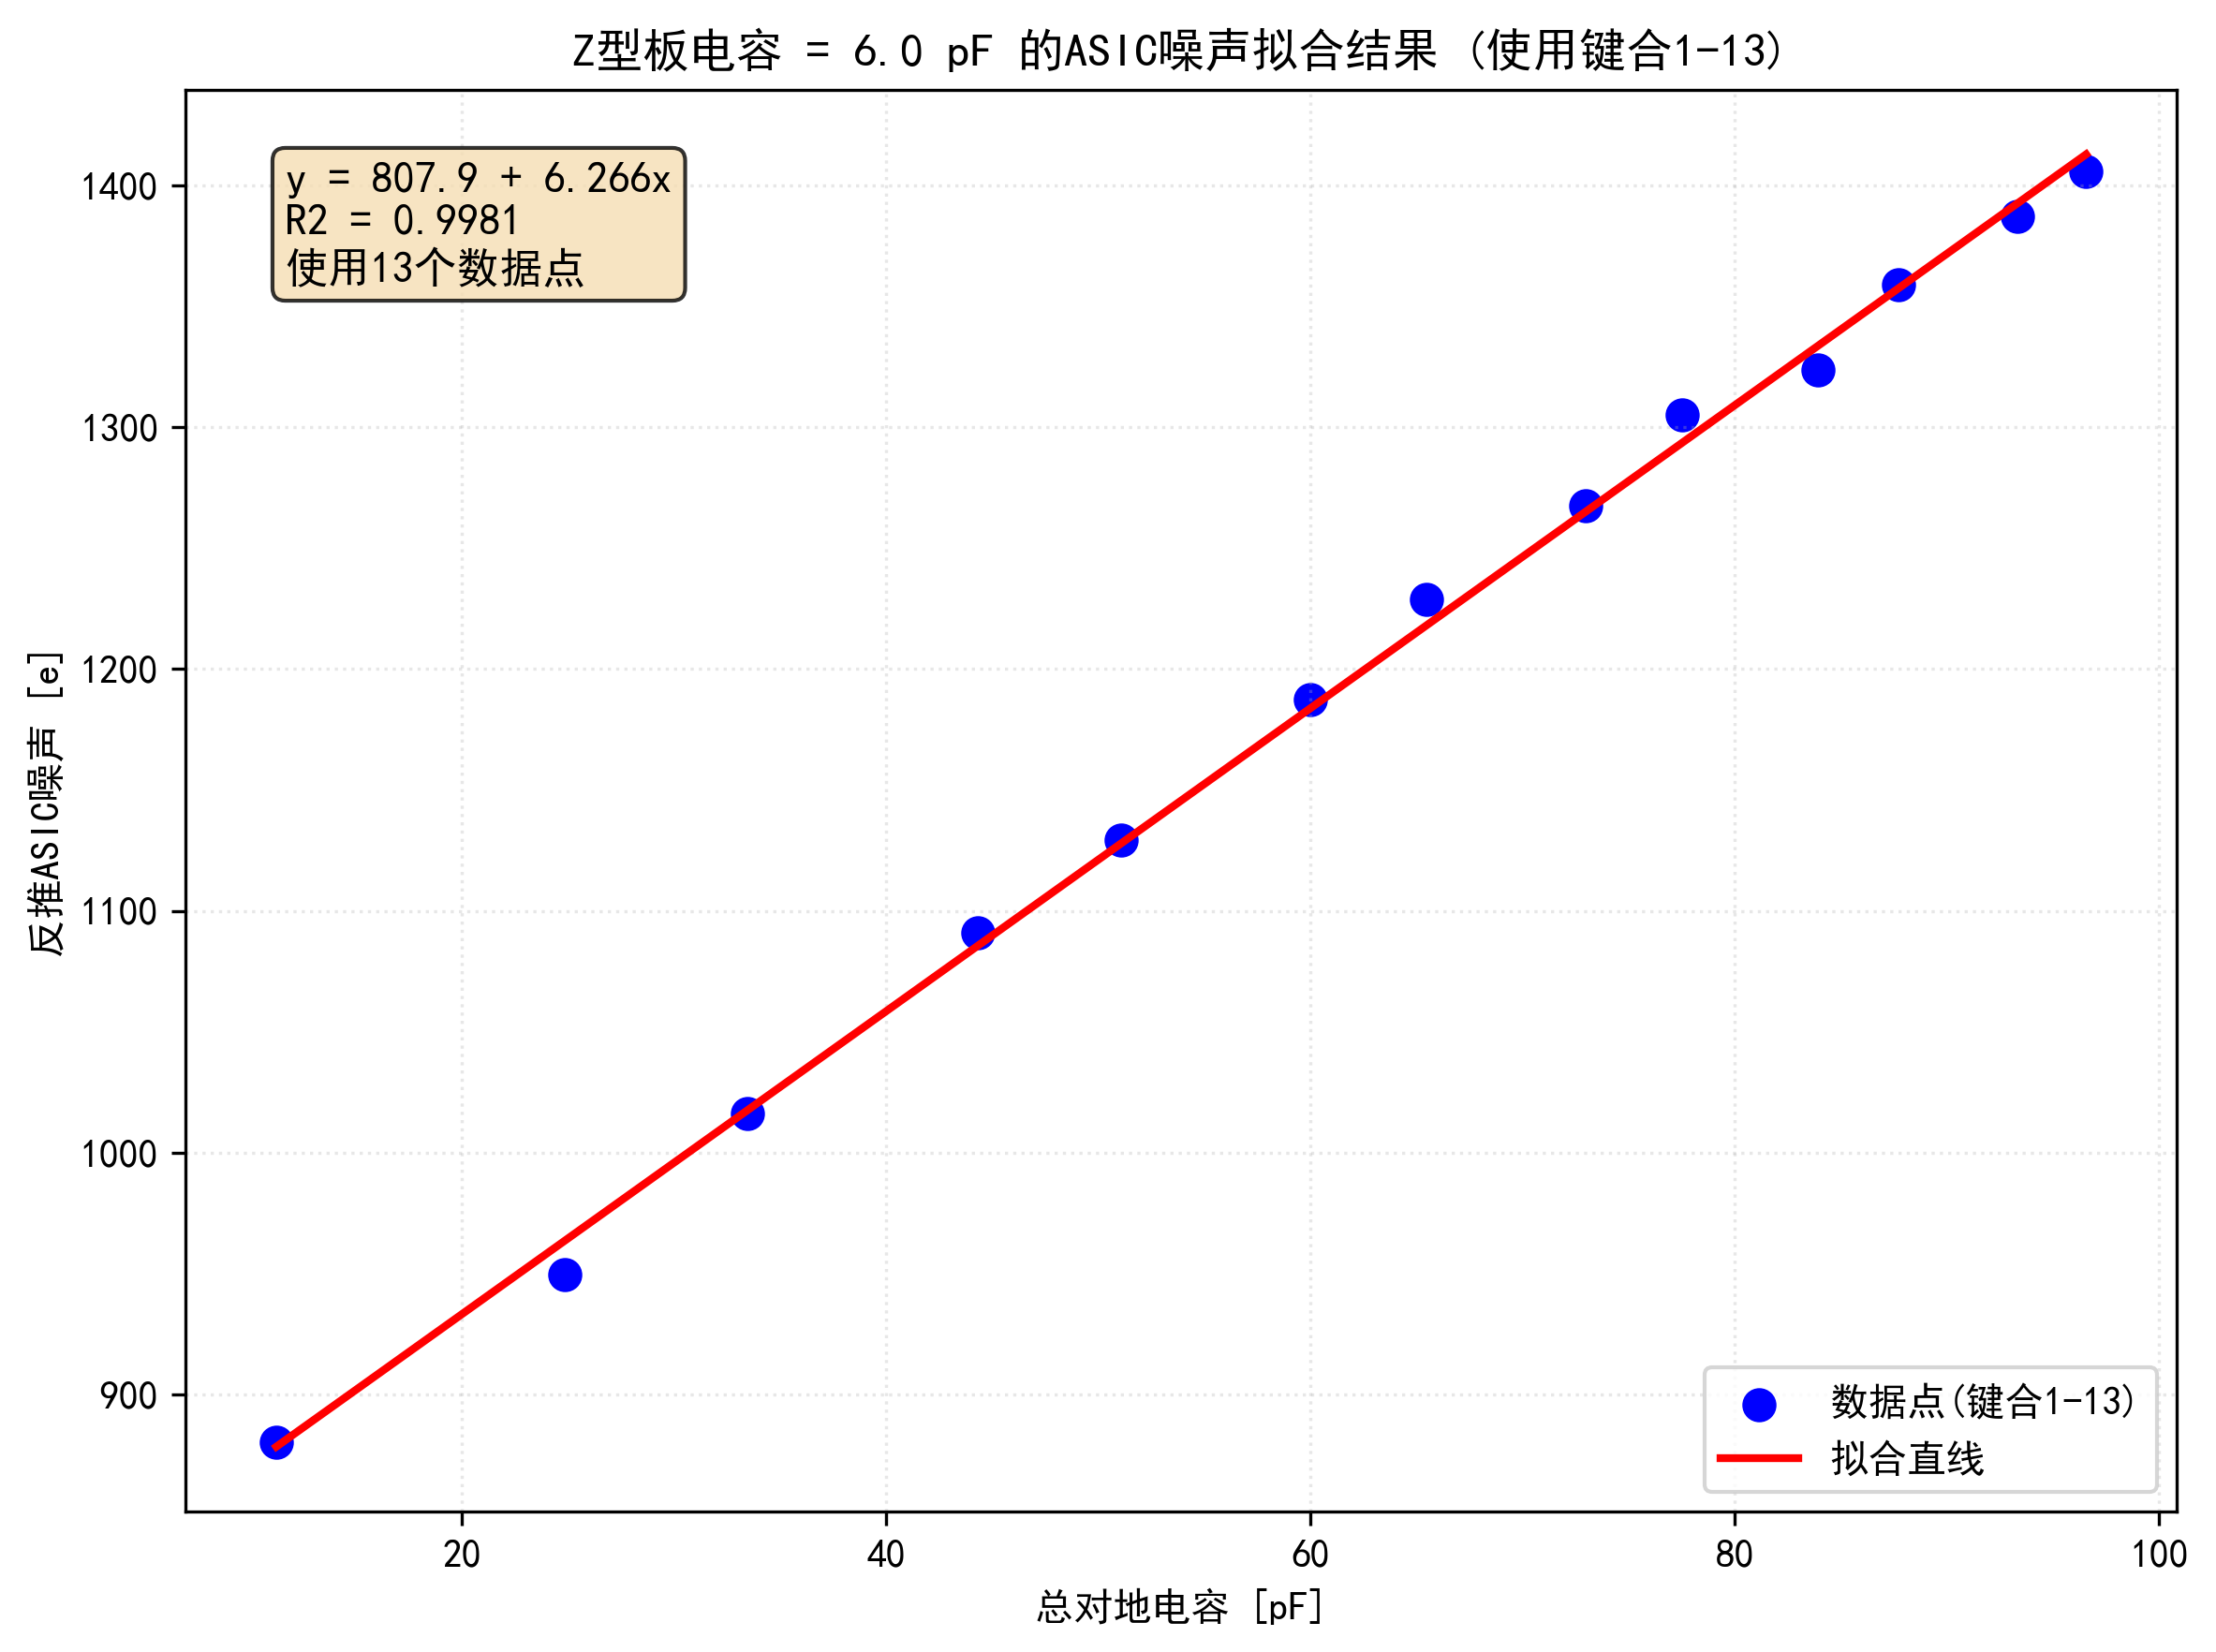 Z型板电容 = 6.0 pF 的ASIC噪声拟合结果 (使用键合1-13)
y = 807.9 + 6.266x
R2 = 0.9981
使用13个数据点
1400
1300
1200
1100
1000
900
反推ASIC噪声 [e]
20
40
60
80
100
总对地电容 [pF]
数据点(键合1-13)
拟合直线